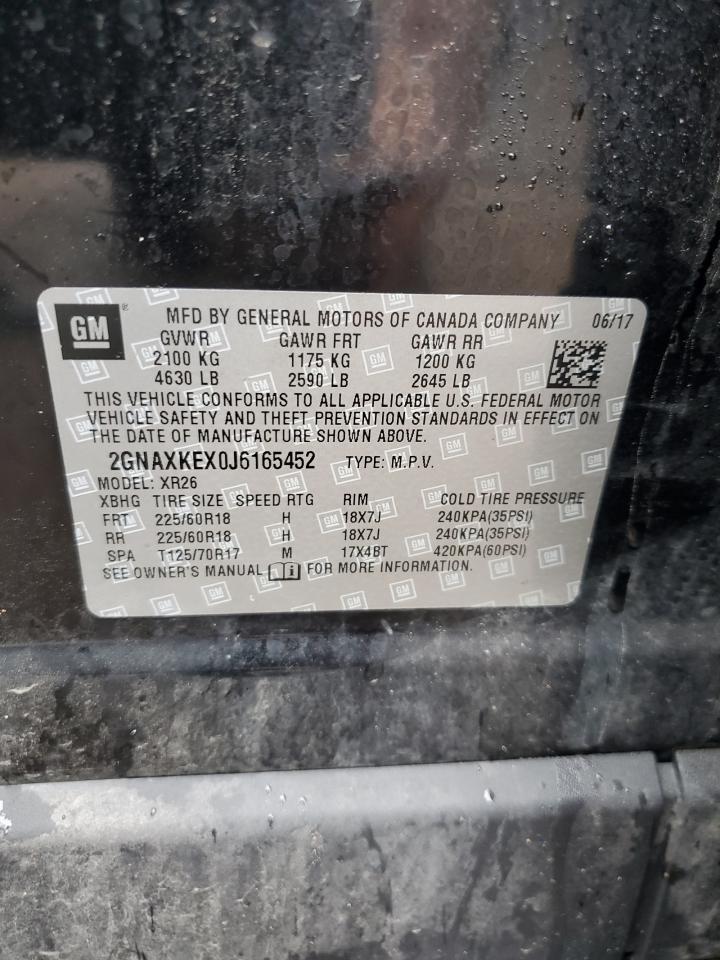 GM ® MFD BY GENERAL MOTORS OF CANADA COMPANY 06/17
GVWR GAWR FRT GAWR RR
2100 KG 1175 KG 1200 KG
4630 LB 2590 LB 2645 LB
THIS VEHICLE CONFORMS TO ALL APPLICABLE U.S. FEDERAL MOTOR
VEHICLE SAFETY AND THEFT PREVENTION STANDARDS IN EFFECT ON
THE DATE OF MANUFACTURE SHOWN ABOVE.
2GNAXKEX0J6165452 TYPE: M.P.V.
MODEL: XR26
XBHG TIRE SIZE SPEED RTG RIM COLD TIRE PRESSURE
FRT 225/60R18 H 18X7J 240KPA(35PSI)
RR 225/60R18 H 18X7J 240KPA(35PSI)
SPA T125/70R17 M 17X4BT 420KPA(60PSI)
SEE OWNER'S MANUAL i FOR MORE INFORMATION.